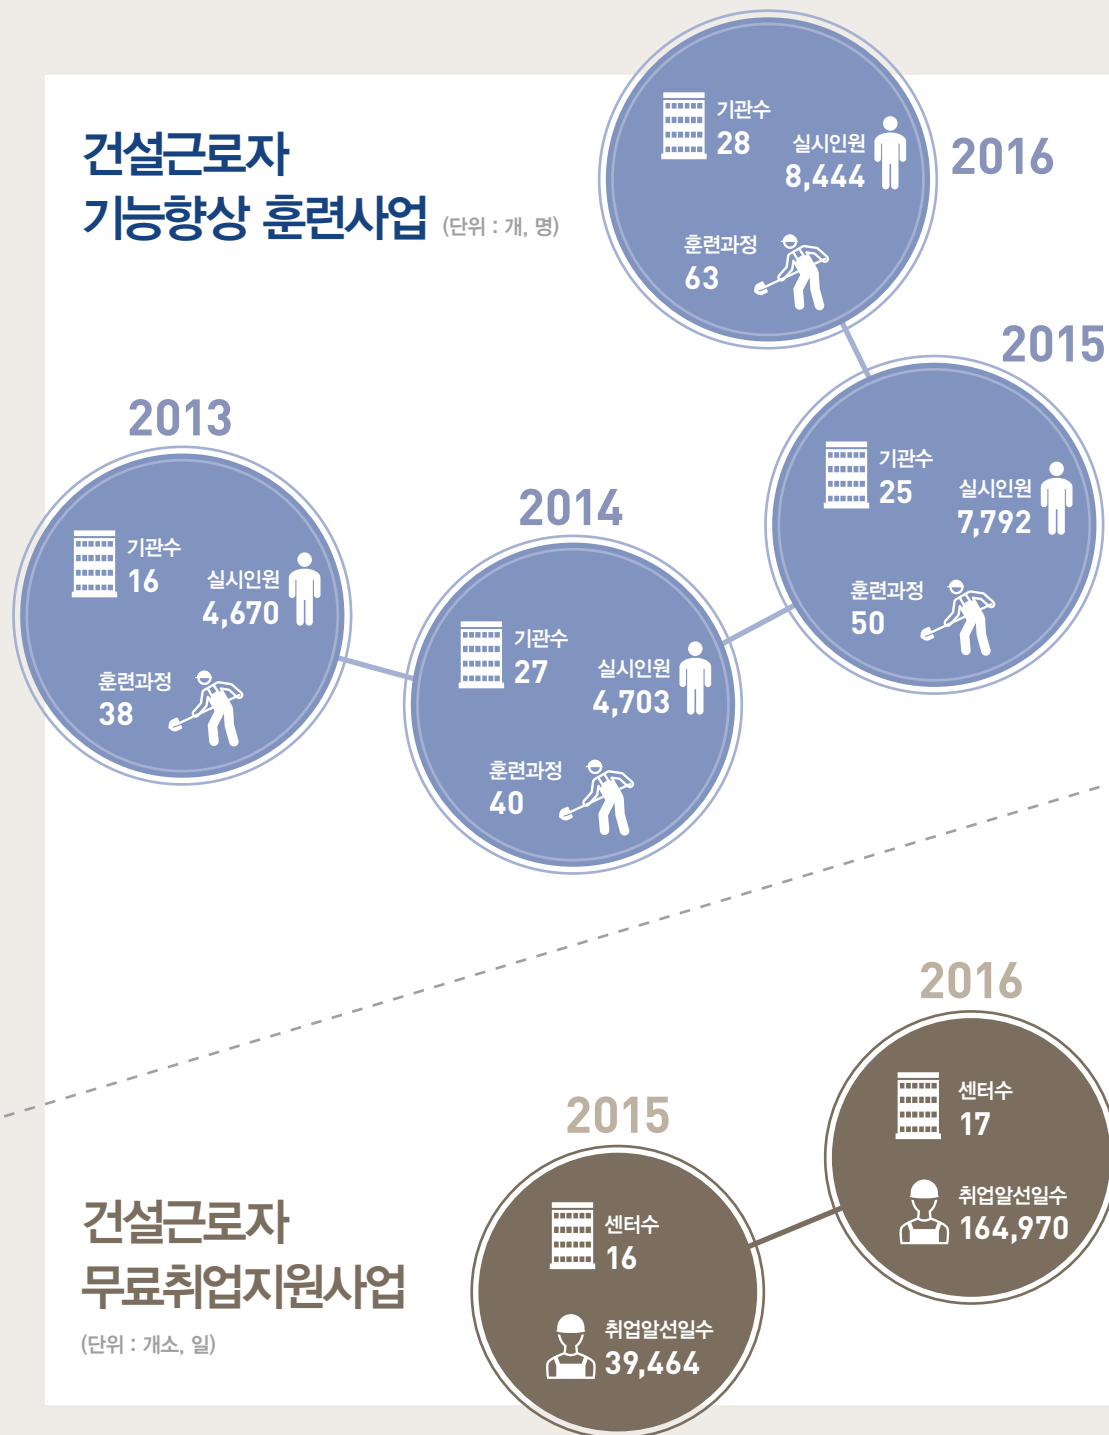 건설근로자
기능향상 훈련사업 (단위 : 개, 명)
2013
기관수
16
실시인원
4,670
훈련과정
38
2014
기관수
27
실시인원
4,703
훈련과정
40
2015
기관수
25
실시인원
7,792
훈련과정
50
2016
기관수
28
실시인원
8,444
훈련과정
63
건설근로자
무료취업지원사업
(단위 : 개소, 일)
2015
센터수
16
취업알선일수
39,464
2016
센터수
17
취업알선일수
164,970